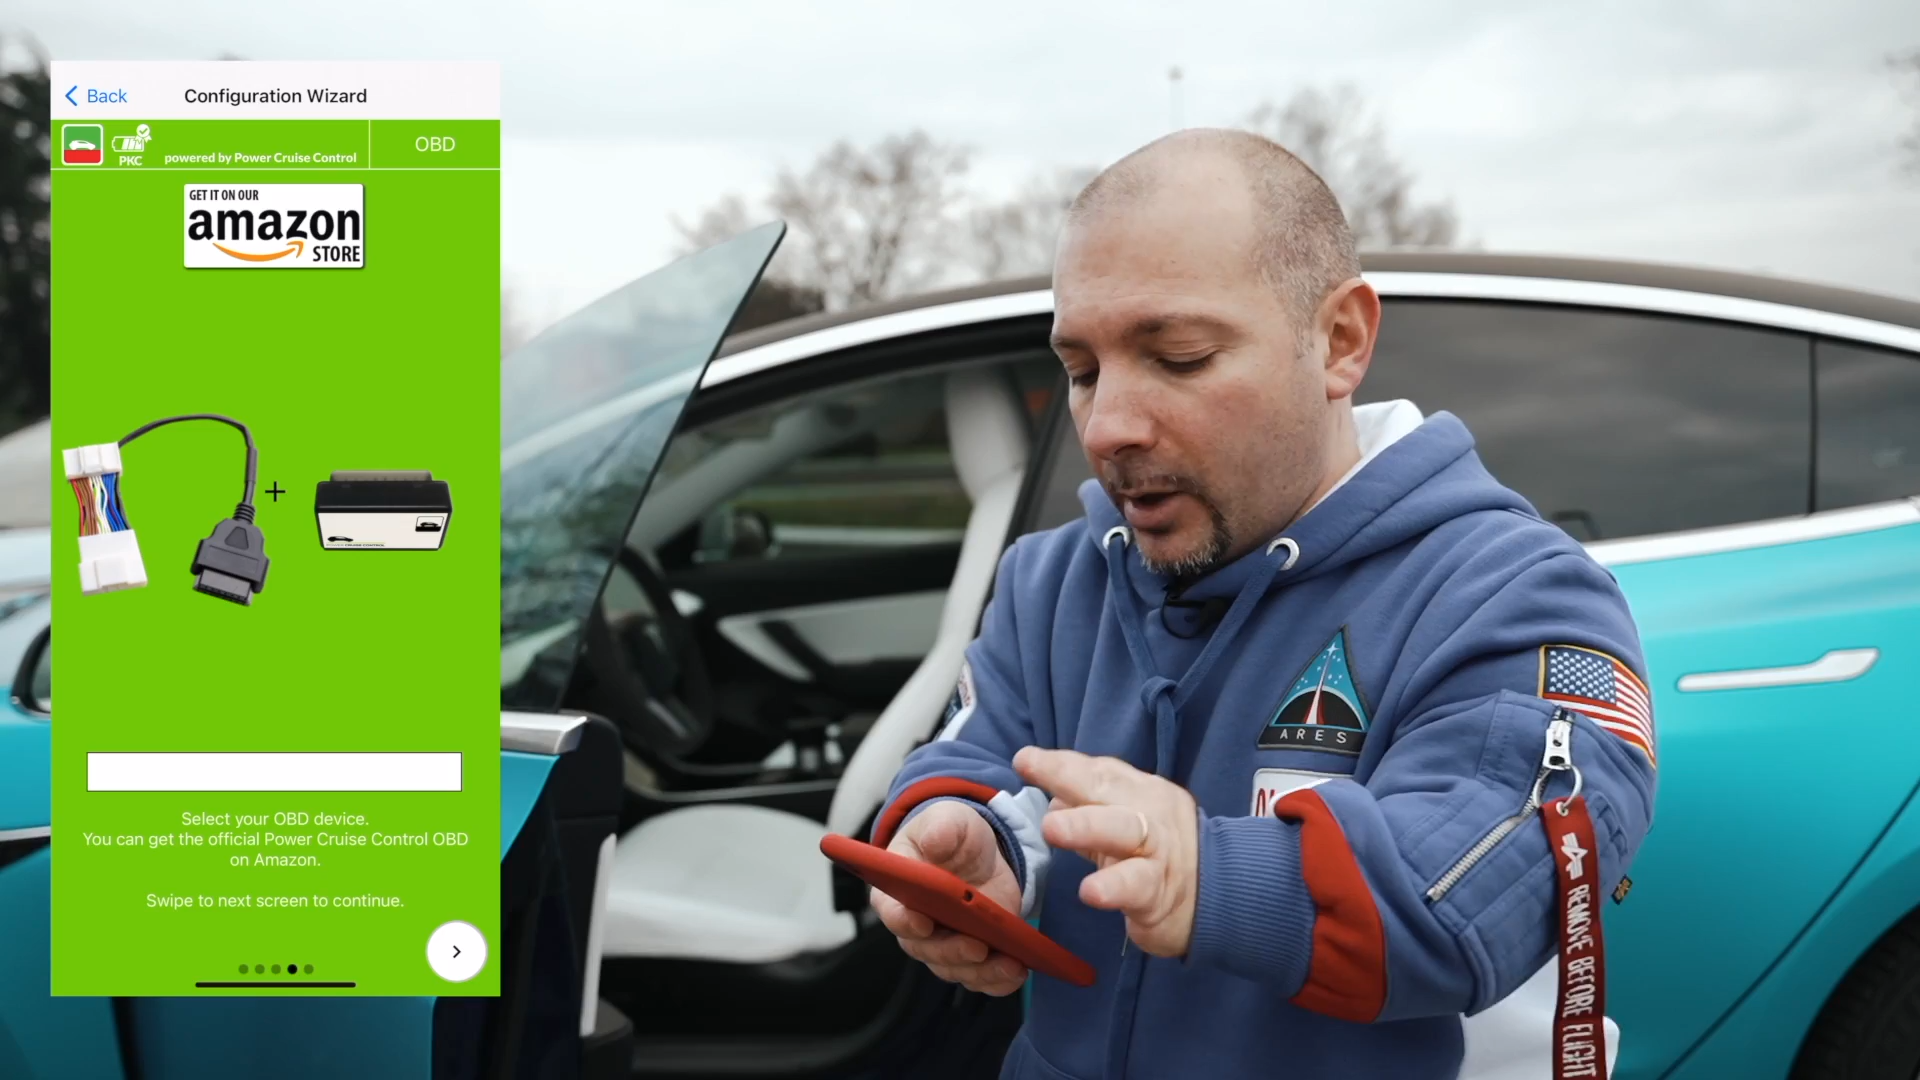 Back
Configuration Wizard
PKC
powered by Power Cruise Control
OBD
GET IT ON OUR
amazon
STORE
+
Select your OBD device.
You can get the official Power Cruise Control OBD
on Amazon.
Swipe to next screen to continue.
ARES
REMOVE BEFORE FLIGHT